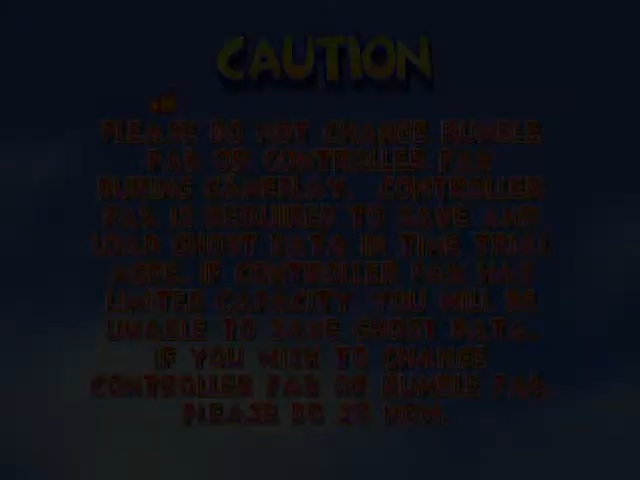 CAUTION
PLEASE DO NOT CHANGE RUMBLE
PAK OR CONTROLLER PAK
DURING GAMEPLAY. CONTROLLER
PAK IS REQUIRED TO SAVE AND
LOAD GHOST DATA IN TIME TRIAL
MODE. IF CONTROLLER PAK HAS
LIMITED CAPACITY, YOU WILL BE
UNABLE TO SAVE GHOST DATA.
IF YOU WISH TO CHANGE
CONTROLLER PAK OR RUMBLE PAK,
PLEASE DO SO NOW.